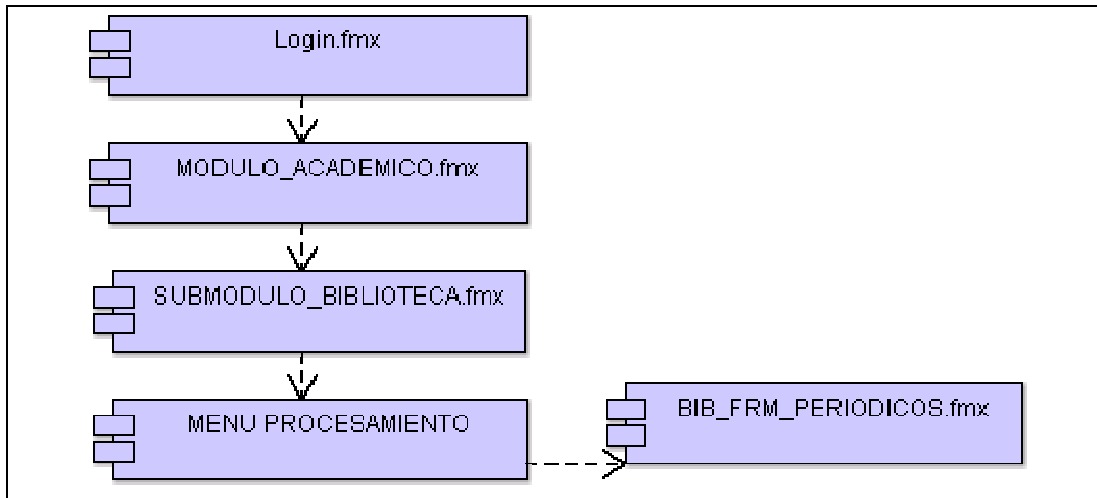 Login.fmx
MODULO_ACADEMICO.fmx
SUBMODULO_BIBLIOTECA.fmx
MENU PROCESAMIENTO
BIB_FRM_PERIODICOS.fmx